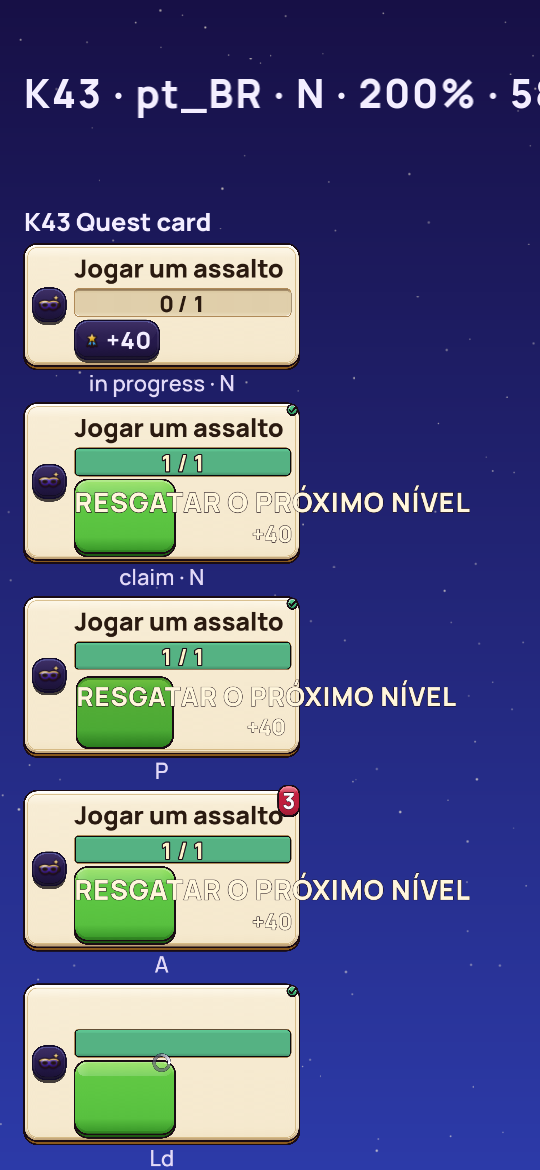 K43 · pt_BR · N · 200% · 58
K43 Quest card
Jogar um assalto
0 / 1
+40
in progress · N
Jogar um assalto
1 / 1
RESGATAR O PRÓXIMO NÍVEL
+40
claim · N
Jogar um assalto
1 / 1
RESGATAR O PRÓXIMO NÍVEL
+40
P
3
Jogar um assalto
1 / 1
RESGATAR O PRÓXIMO NÍVEL
+40
A
Ld